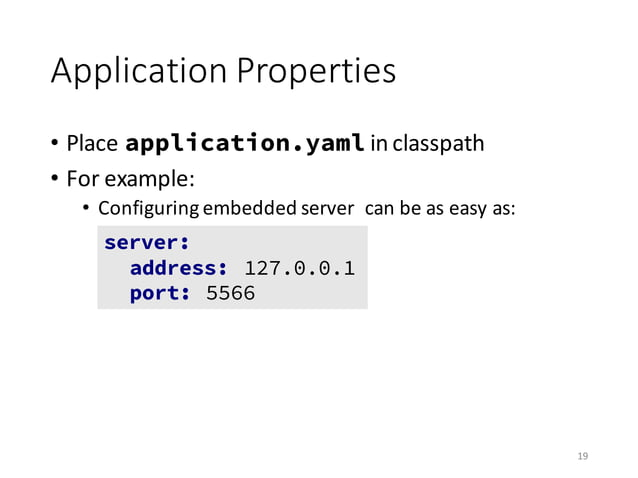 Application Properties
• Place application.yaml in classpath
• For example:
• Configuring embedded server can be as easy as:
server:
address: 127.0.0.1
port: 5566
19